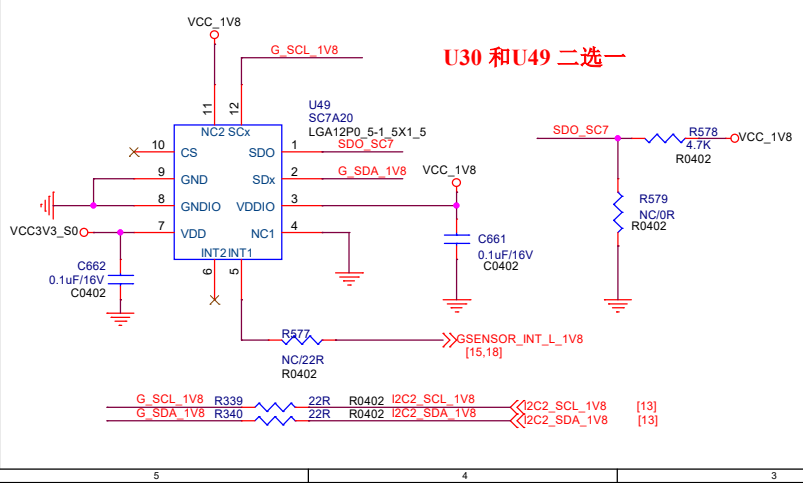 VCC_1V8
G_SCL_1V8
U30 和U49 二选一
11
12
U49
SC7A20
LGA12P0_5-1_5X1_5
NC2 SCx
10
CS
SDO
1
SDO_SC7
9
GND
SDx
2
G_SDA_1V8
8
GNDIO
VDDIO
3
VCC_1V8
VCC3V3_S0
7
VDD
NC1
4
INT2 INT1
6
5
C662
0.1uF/16V
C0402
C661
0.1uF/16V
C0402
SDO_SC7
R578
4.7K
R0402
VCC_1V8
R579
NC/0R
R0402
R577
NC/22R
R0402
GSENSOR_INT_L_1V8
[15,18]
G_SCL_1V8 R339 22R R0402 I2C2_SCL_1V8 I2C2_SCL_1V8 [13]
G_SDA_1V8 R340 22R R0402 I2C2_SDA_1V8 I2C2_SDA_1V8 [13]
5 4 3